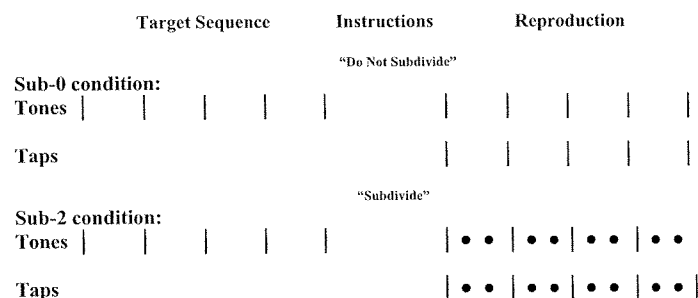 Target Sequence Instructions Reproduction
“Do Not Subdivide”
Sub-0 condition:
Tones
Taps
“Subdivide”
Sub-2 condition:
Tones
Taps